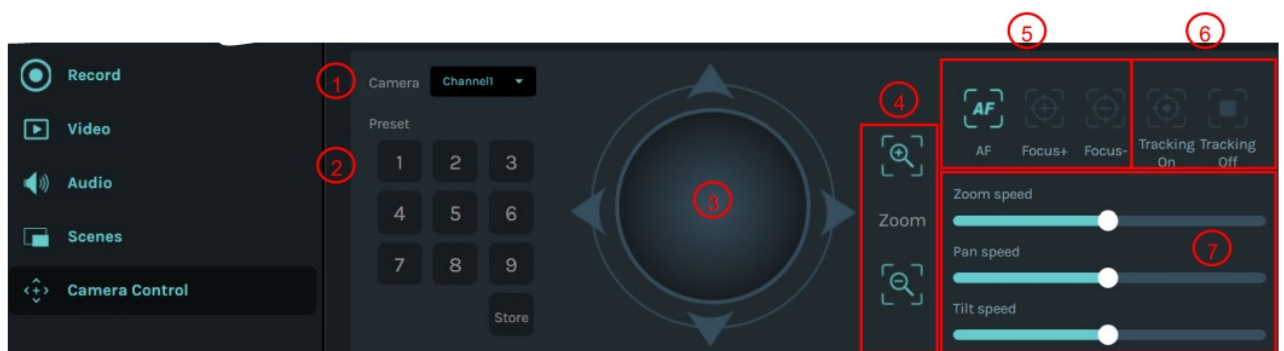 5
6
Record
Video
Audio
Scenes
Camera Control
1
Camera
Channel1
Preset
2
1 2 3
4 5 6
7 8 9
Store
3
4
Zoom
AF
AF Focus+ Focus-
Tracking On
Tracking Off
Zoom speed
7
Pan speed
Tilt speed